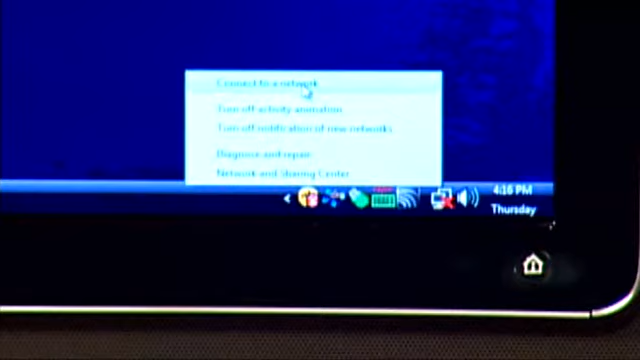 Connect to a network
Turn off activity animation
Turn off notification of new networks
Diagnose and repair
Network and Sharing Center
4:16 PM
Thursday